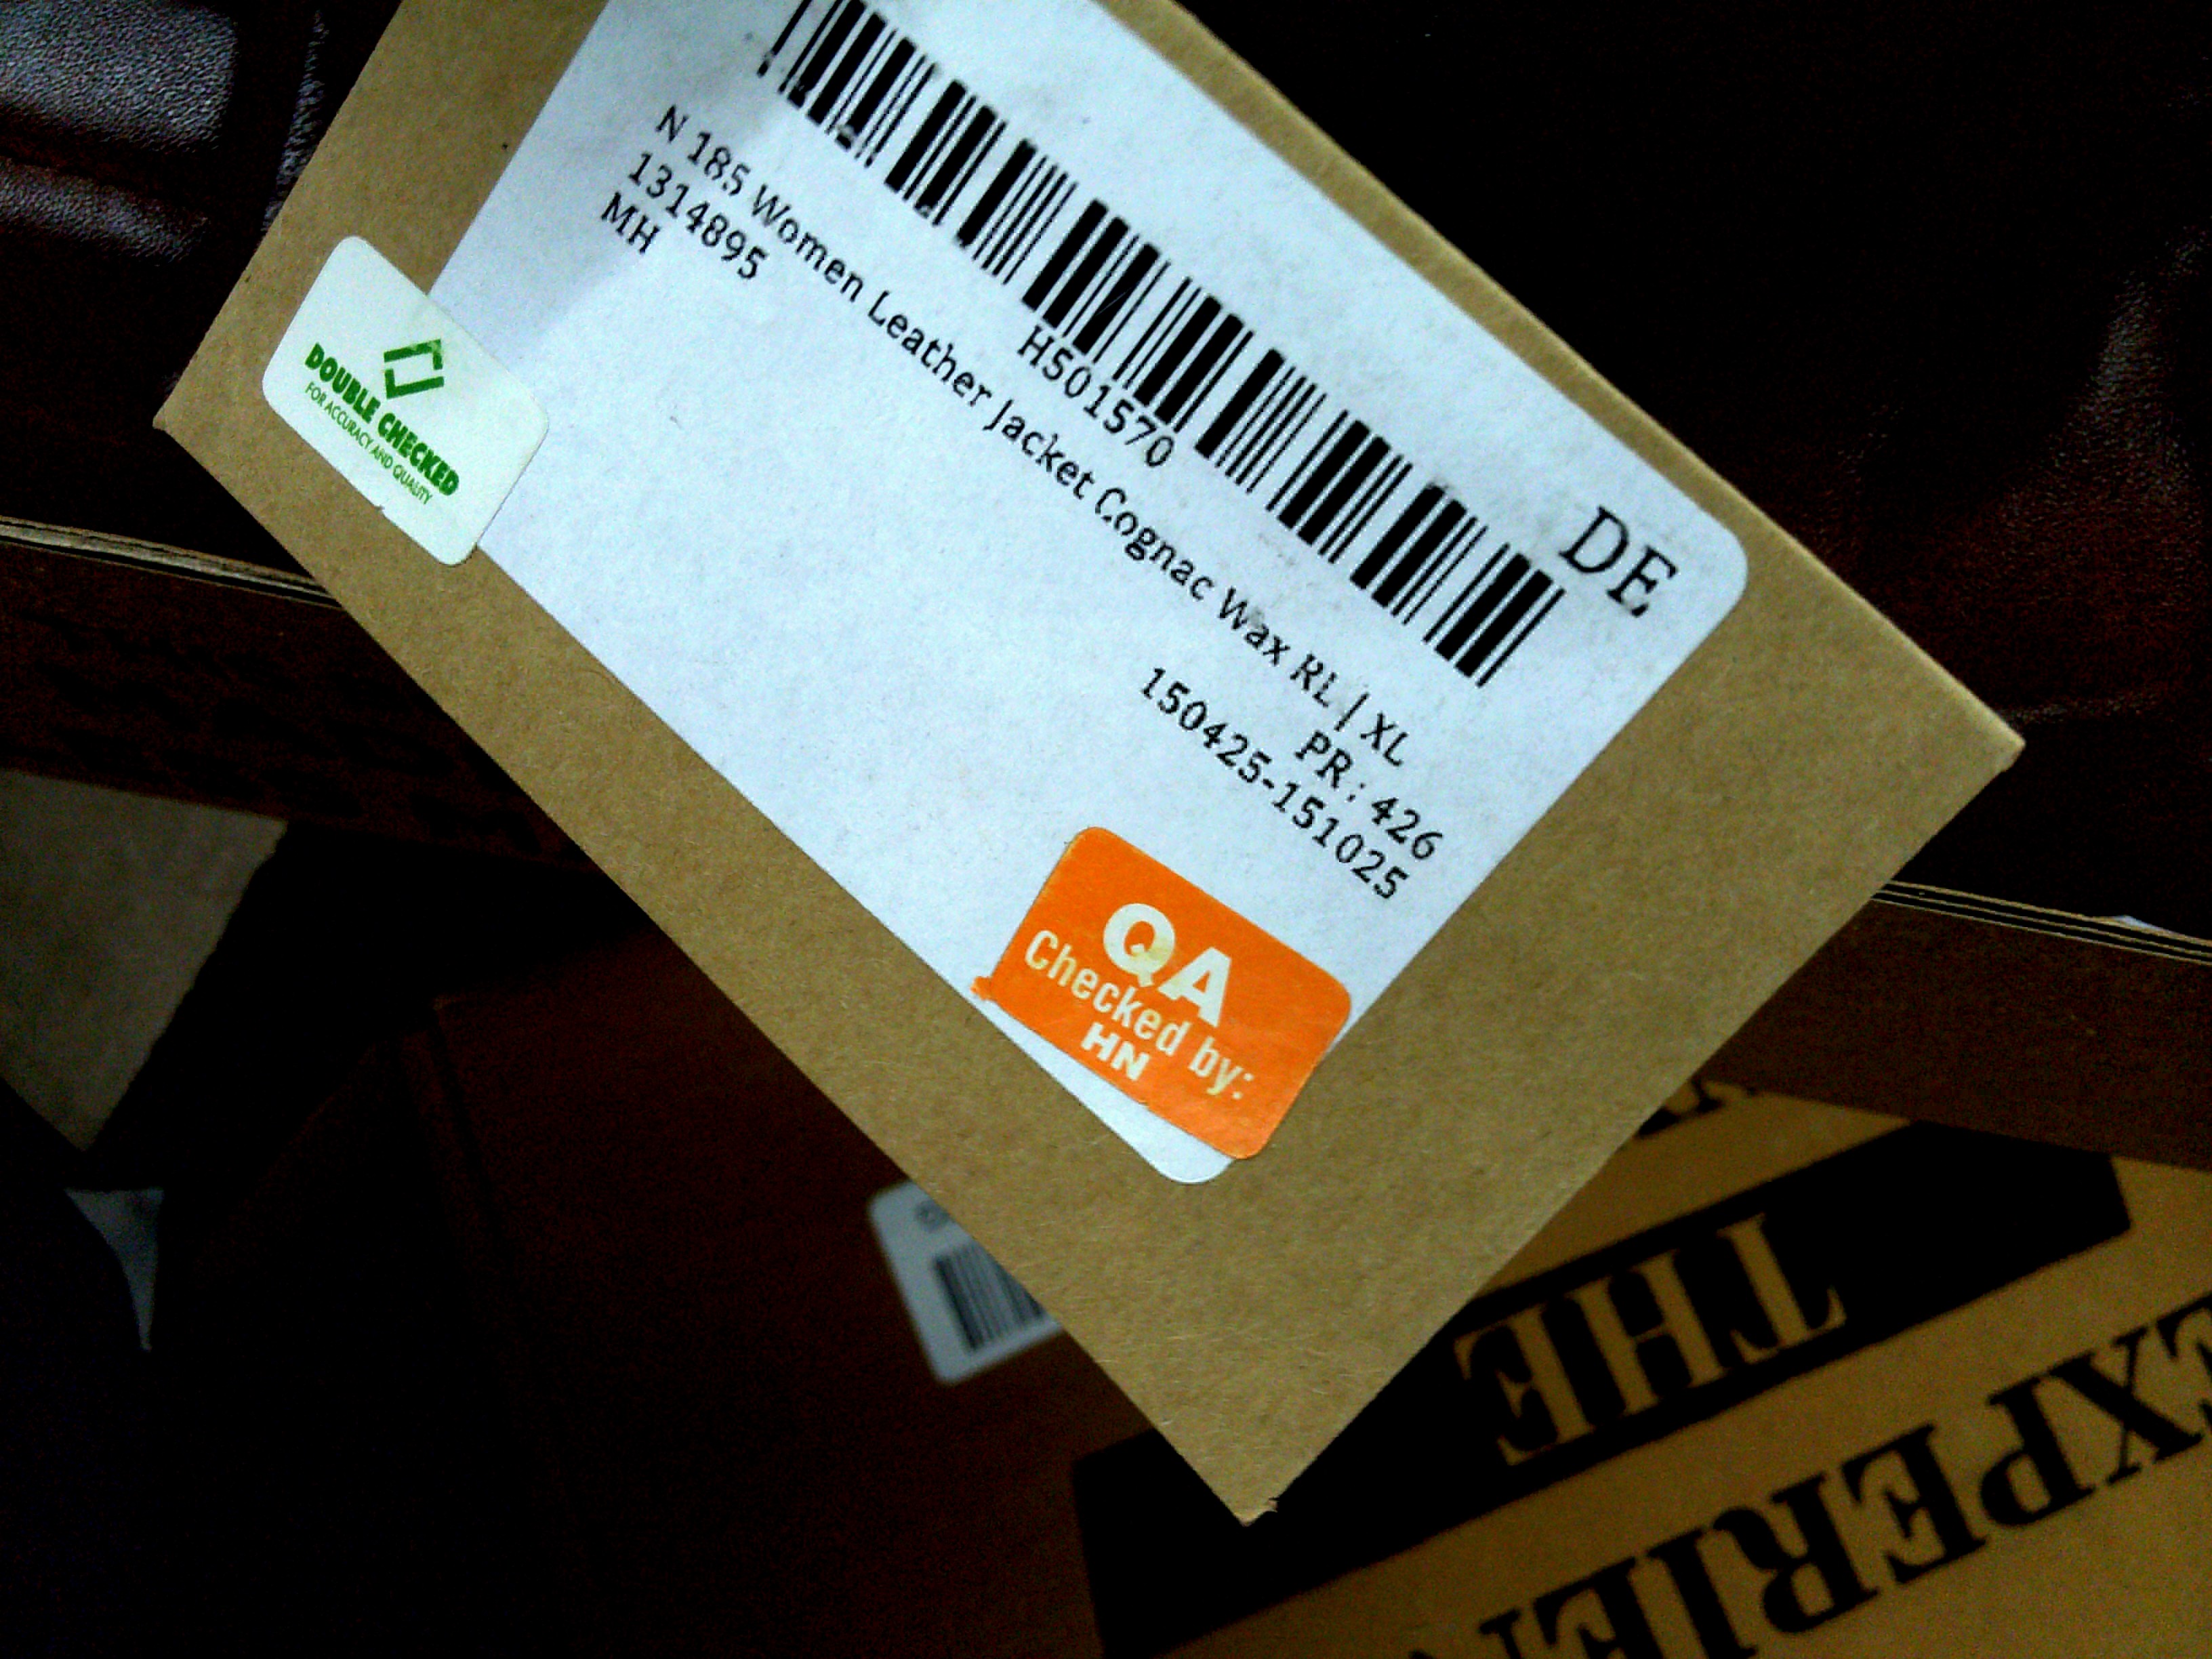 DE
H501570
N 185 Women Leather Jacket Cognac Wax RL | XL
1314895
PR: 426
MH
150425-151025
DOUBLE CHECKED
FOR ACCURACY AND QUALITY
QA
Checked by:
HN
THE
EXPERIEN